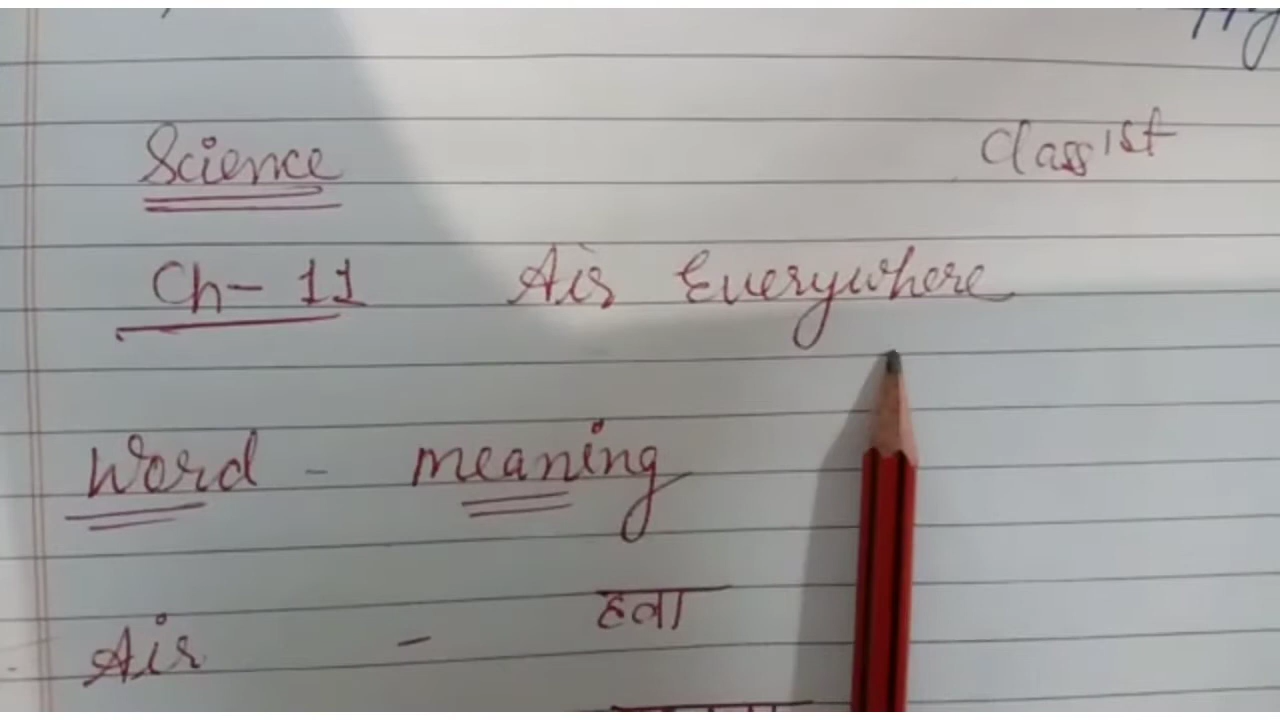 Science Class 1st
Ch- 11 Air Everywhere
Word - meaning
Air - हवा